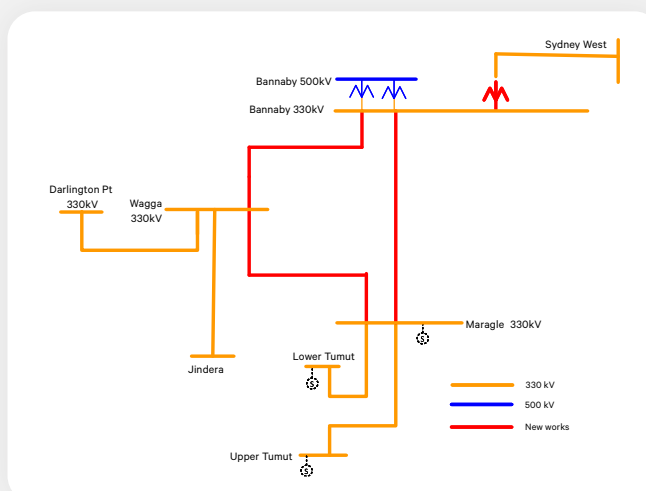 Sydney West
Bannaby 500kV
Bannaby 330kV
Darlington Pt
330kV
Wagga
330kV
Maragle 330kV
S
Lower Tumut
S
Jindera
330 kV
500 kV
New works
Upper Tumut
S